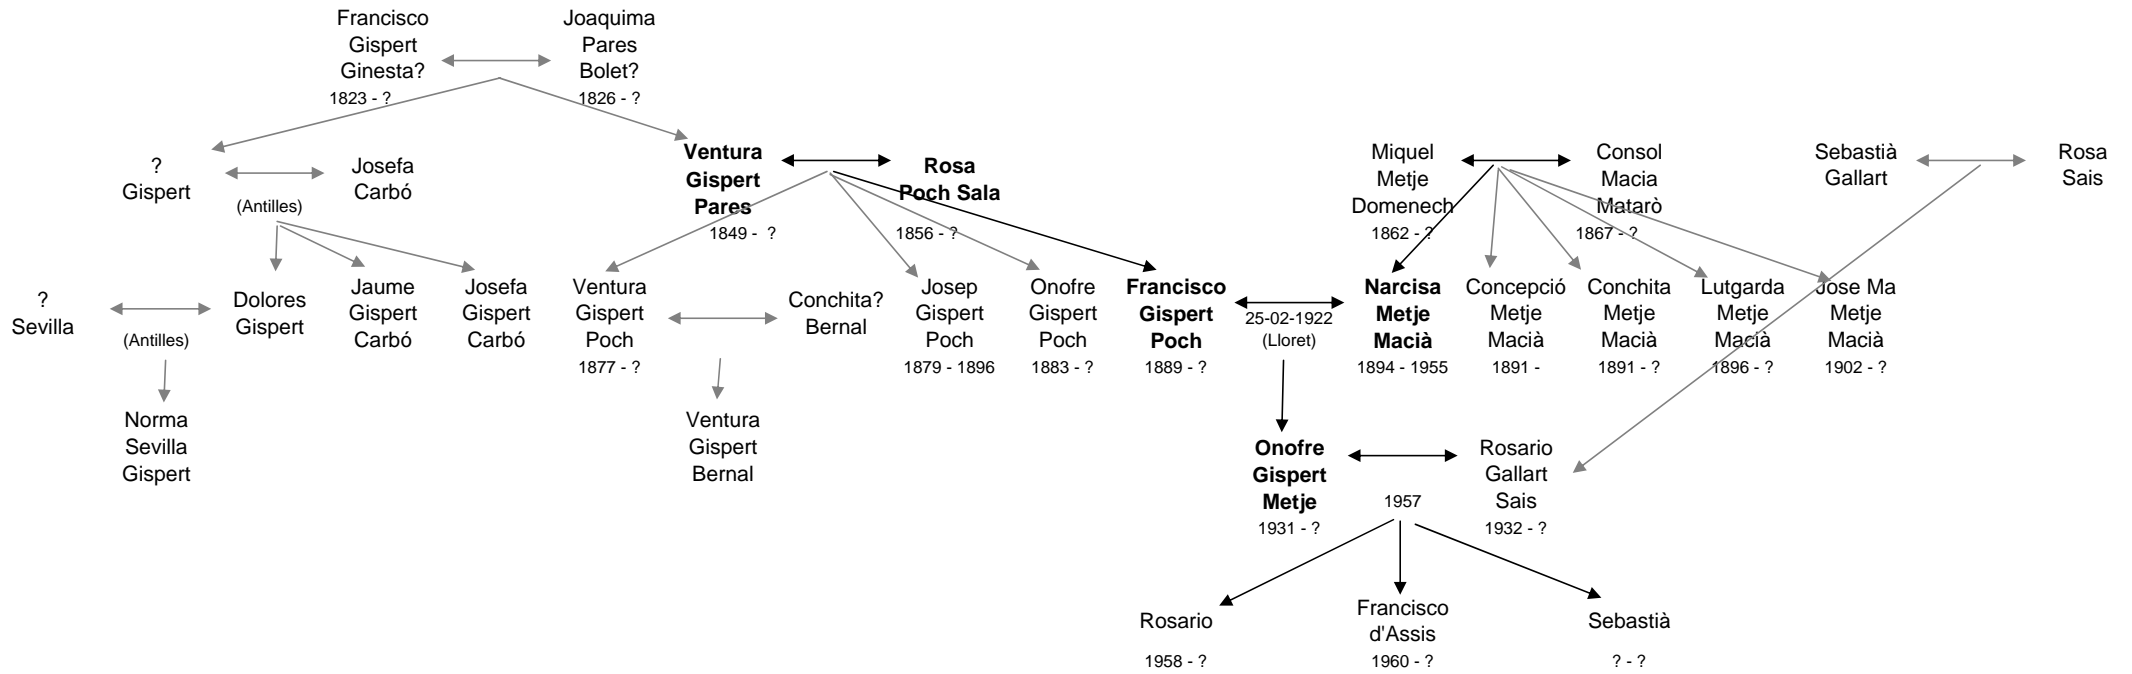 Francisco
Gispert
Ginesta?
1823 - ?
Joaquima
Pares
Bolet?
1826 - ?
?
Gispert
(Antilles)
Josefa
Carbó
Ventura
Gispert
Pares
1849 - ?
Rosa
Poch Sala
1856 - ?
Miquel
Metje
Domenech
1862 - ?
Consol
Macia
Matarò
1867 - ?
Sebastià
Gallart
Rosa
Sais
?
Sevilla
(Antilles)
Dolores
Gispert
Jaume
Gispert
Carbó
Josefa
Gispert
Carbó
Ventura
Gispert
Poch
1877 - ?
Conchita?
Bernal
Josep
Gispert
Poch
1879 - 1896
Onofre
Gispert
Poch
1883 - ?
Francisco
Gispert
Poch
1889 - ?
25-02-1922
(Lloret)
Narcisa
Metje
Macià
1894 - 1955
Concepció
Metje
Macià
1891 -
Conchita
Metje
Macià
1891 - ?
Lutgarda
Metje
Macià
1896 - ?
Jose Ma
Metje
Macià
1902 - ?
Norma
Sevilla
Gispert
Ventura
Gispert
Bernal
Onofre
Gispert
Metje
1931 - ?
1957
Rosario
Gallart
Sais
1932 - ?
Rosario
1958 - ?
Francisco
d'Assis
1960 - ?
Sebastià
? - ?